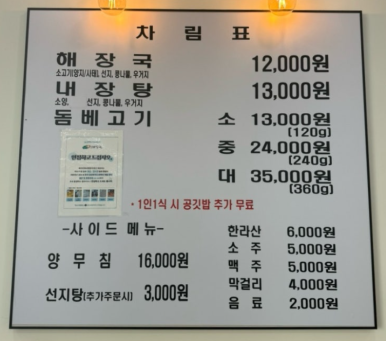 차 림 표
해 장 국 12,000원
소고기(양지/사태), 선지, 콩나물, 우거지
내 장 탕 13,000원
소양, 선지, 콩나물, 우거지
돔베고기 소 13,000원
(120g)
중 24,000원
(240g)
대 35,000원
(360g)
· 1인1식 시 공깃밥 추가 무료
-사이드 메뉴-
양 무 침 16,000원
선지탕(추가주문시) 3,000원
한라산 6,000원
소 주 5,000원
맥 주 5,000원
막걸리 4,000원
음 료 2,000원